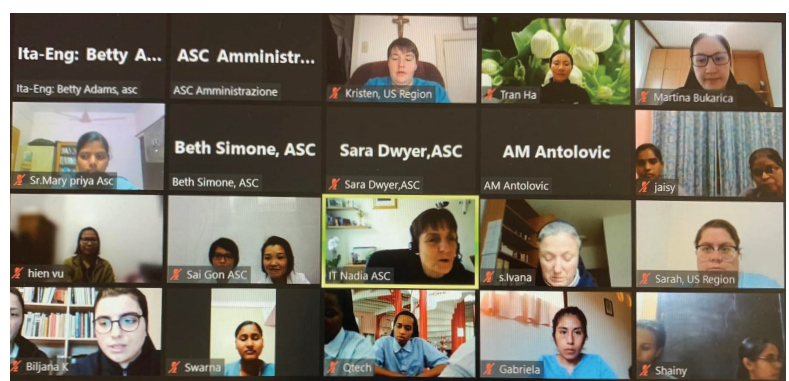 Ita-Eng: Betty A...
Ita-Eng: Betty Adams, asc
ASC Amministr...
ASC Amministrazione
Kristen, US Region
Tran Ha
Martina Bukarica
Sr.Mary priya Asc
Beth Simone, ASC
Beth Simone, ASC
Sara Dwyer,ASC
Sara Dwyer,ASC
AM Antolovic
AM Antolovic
jaisy
hien vu
Sai Gon ASC
IT Nadia ASC
s.Ivana
Sarah, US Region
Biljana K
Swarna
Qtech
Gabriela
Shainy